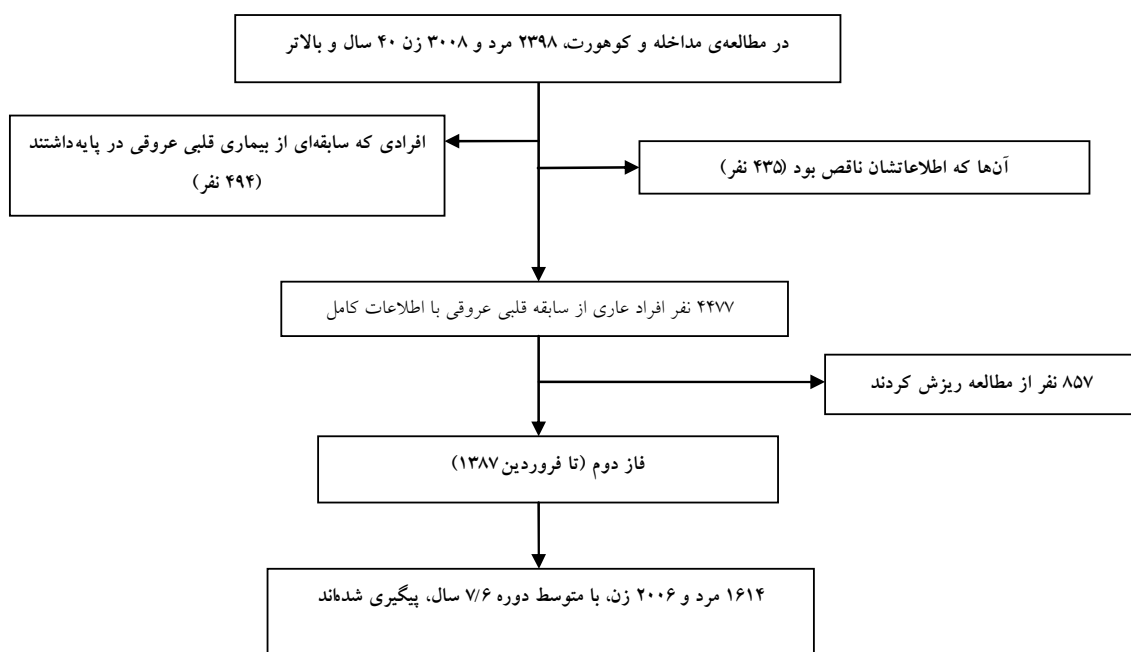 در مطالعه‌ی مداخله و کوهورت، ۲۳۹۸ مرد و ۳۰۰۸ زن ۴۰ سال و بالاتر
افرادی که سابقه‌ای از بیماری قلبی عروقی در پایه‌داشتند
(۴۹۴ نفر)
آن‌ها که اطلاعاتشان ناقص بود (۴۳۵ نفر)
۴۴۷۷ نفر افراد عاری از سابقه قلبی عروقی با اطلاعات کامل
۸۵۷ نفر از مطالعه ریزش کردند
فاز دوم (تا فروردین ۱۳۸۷)
۱۶۱۴ مرد و ۲۰۰۶ زن، با متوسط دوره ۷/۶ سال، پیگیری شده‌اند